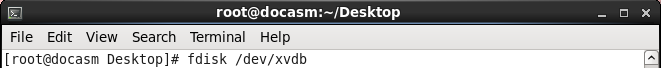 root@docasm:~/Desktop
File Edit View Search Terminal Help
[root@docasm Desktop]# fdisk /dev/xvdb